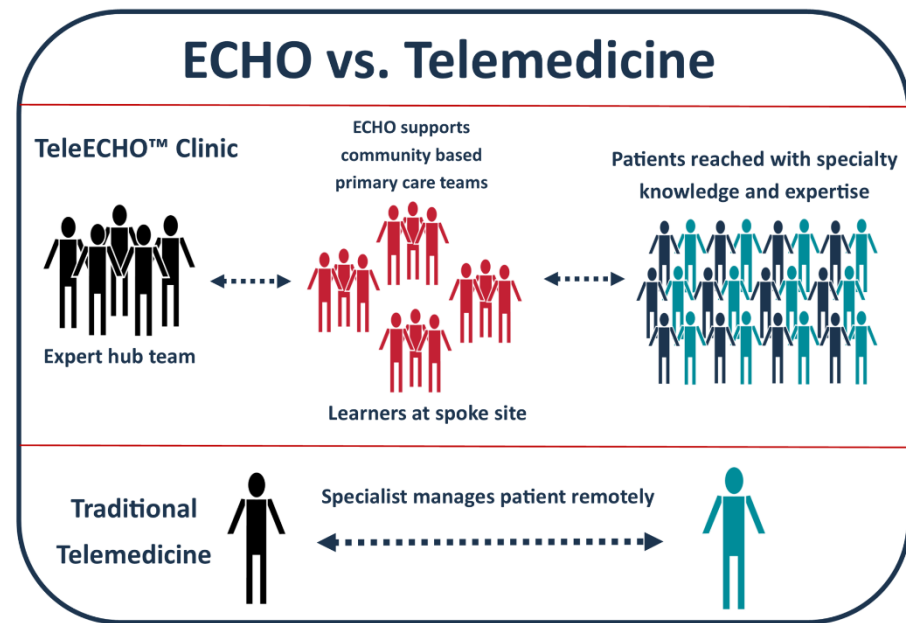 ECHO vs. Telemedicine
TeleECHO™ Clinic
ECHO supports
community based
primary care teams
Patients reached with specialty
knowledge and expertise
Expert hub team
Learners at spoke site
Traditional
Telemedicine
Specialist manages patient remotely